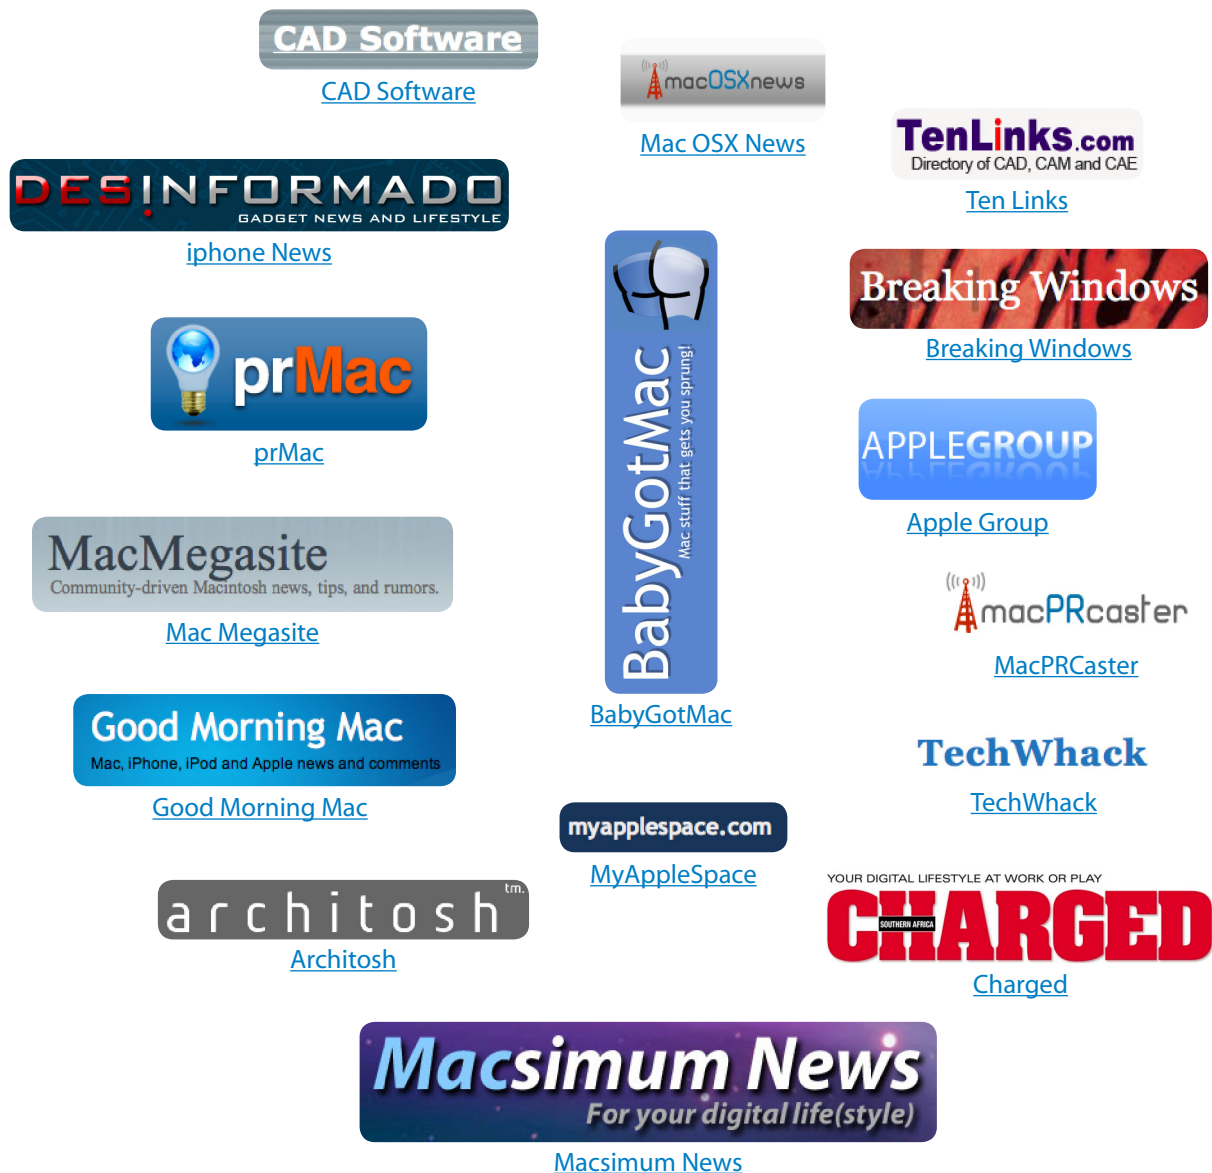 CAD Software
CAD Software
macOSXnews
Mac OSX News
TenLinks.com
Directory of CAD, CAM and CAE
Ten Links
DESINFORMADO
GADGET NEWS AND LIFESTYLE
iphone News
Breaking Windows
Breaking Windows
prMac
prMac
BabyGotMac
Mac stuff that gets you sprung!
BabyGotMac
APPLEGROUP
Apple Group
MacMegasite
Community-driven Macintosh news, tips, and rumors.
Mac Megasite
macPRcaster
MacPRCaster
Good Morning Mac
Mac, iPhone, iPod and Apple news and comments
Good Morning Mac
TechWhack
TechWhack
myapplespace.com
MyAppleSpace
architosh tm.
Architosh
YOUR DIGITAL LIFESTYLE AT WORK OR PLAY
CHARGED
SOUTHERN AFRICA
Charged
Macsimum News
For your digital life(style)
Macsimum News